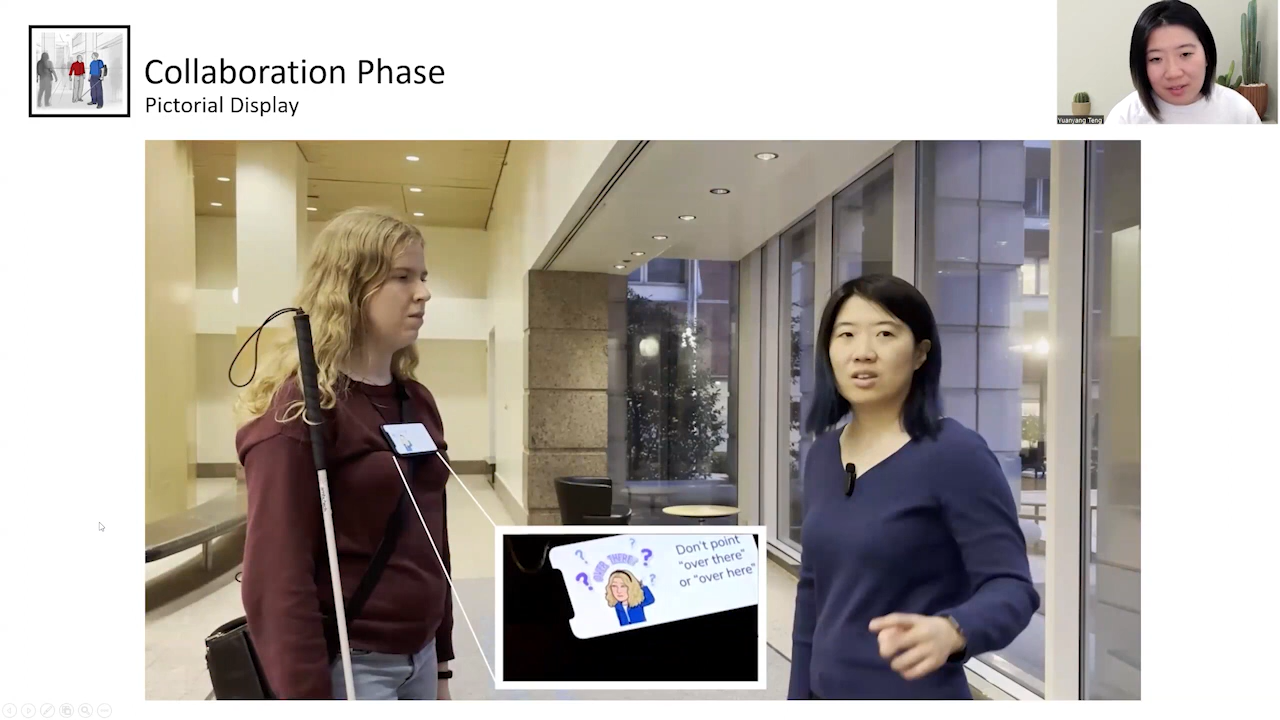 Collaboration Phase
Pictorial Display
Yuanyang Teng
OVER THERE?
Don't point
"over there"
or "over here"